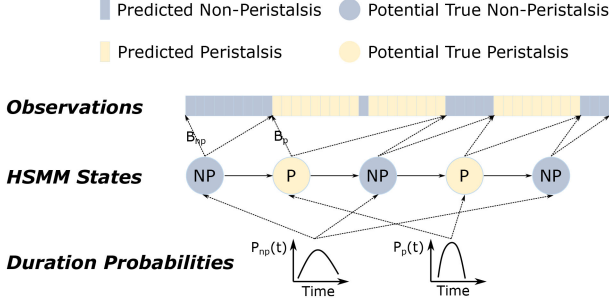 Predicted Non-Peristalsis
Potential True Non-Peristalsis
Predicted Peristalsis
Potential True Peristalsis
Observations
Bnp
Bp
HSMM States
NP
P
NP
P
NP
Duration Probabilities
Pnp(t)
Time
Pp(t)
Time